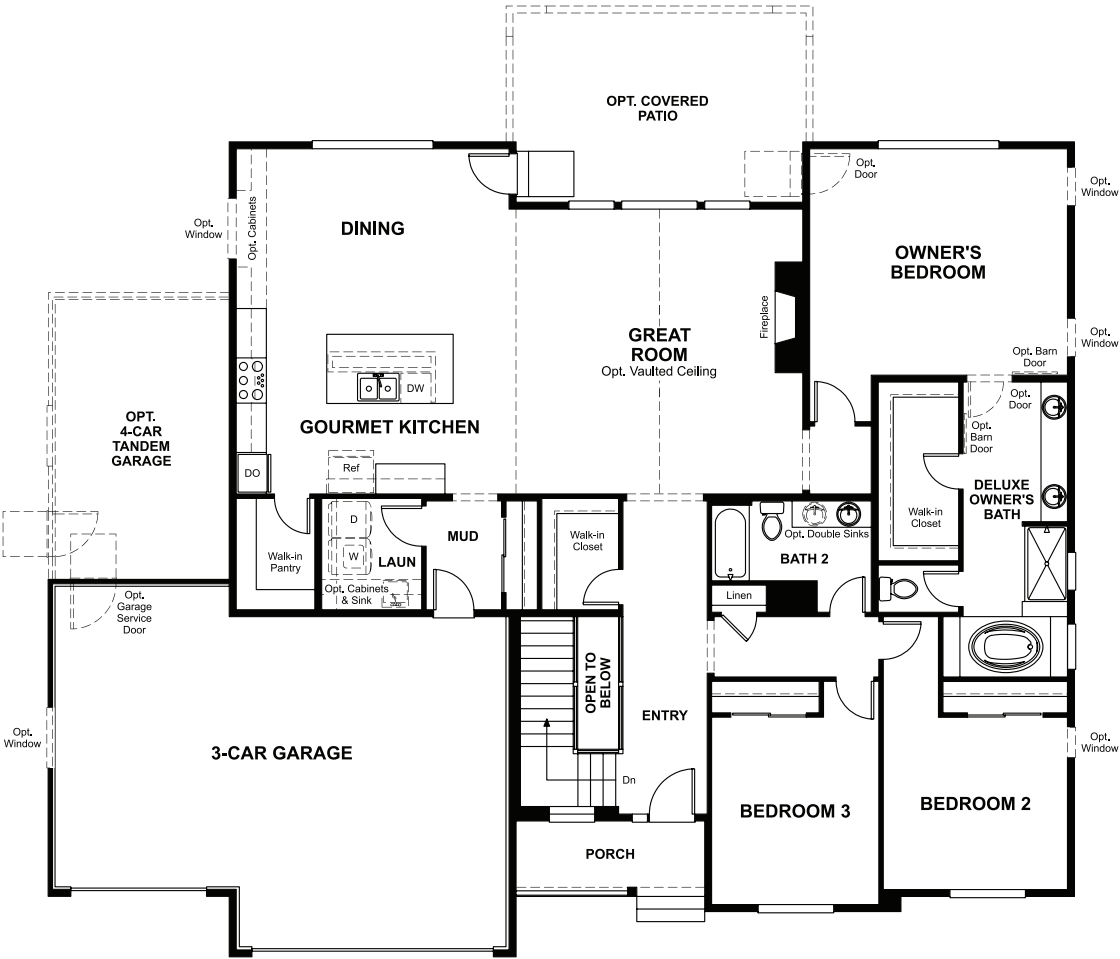 OPT. COVERED
PATIO
Opt.
Door
Opt.
Window
DINING
Opt. Cabinets
Opt.
Window
OWNER'S
BEDROOM
GREAT
ROOM
Opt. Vaulted Ceiling
Fireplace
Opt.
Window
Opt. Barn
Door
DW
Opt.
Door
OPT.
4-CAR
TANDEM
GARAGE
GOURMET KITCHEN
Opt.
Barn
Door
Ref
DO
DELUXE
OWNER'S
BATH
Walk-in
Closet
D
W
LAUN
Opt. Cabinets
& Sink
MUD
Walk-in
Pantry
Walk-in
Closet
Opt. Double Sinks
BATH 2
Linen
Opt.
Garage
Service
Door
OPEN TO
BELOW
ENTRY
Opt.
Window
3-CAR GARAGE
Opt.
Window
Dn
BEDROOM 3
BEDROOM 2
PORCH